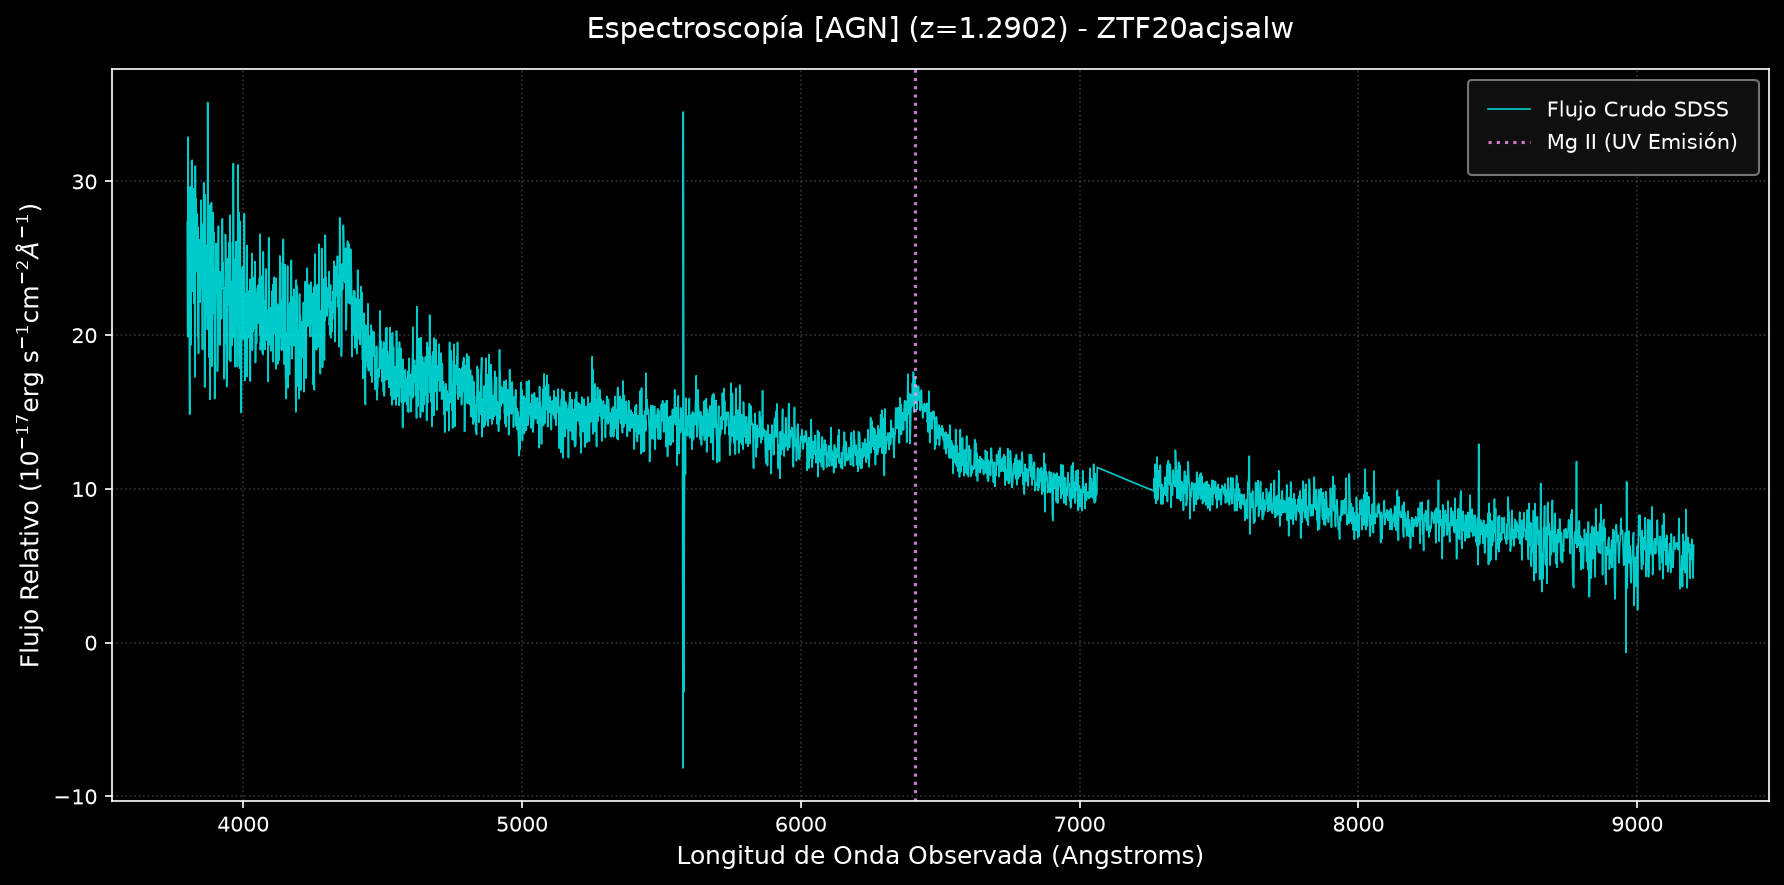 Espectroscopía [AGN] (z=1.2902) - ZTF20acjsalw
Flujo Crudo SDSS
Mg II (UV Emisión)
Flujo Relativo (10⁻¹⁷erg s⁻¹cm⁻²Å⁻¹)
30
20
10
0
−10
4000
5000
6000
7000
8000
9000
Longitud de Onda Observada (Angstroms)